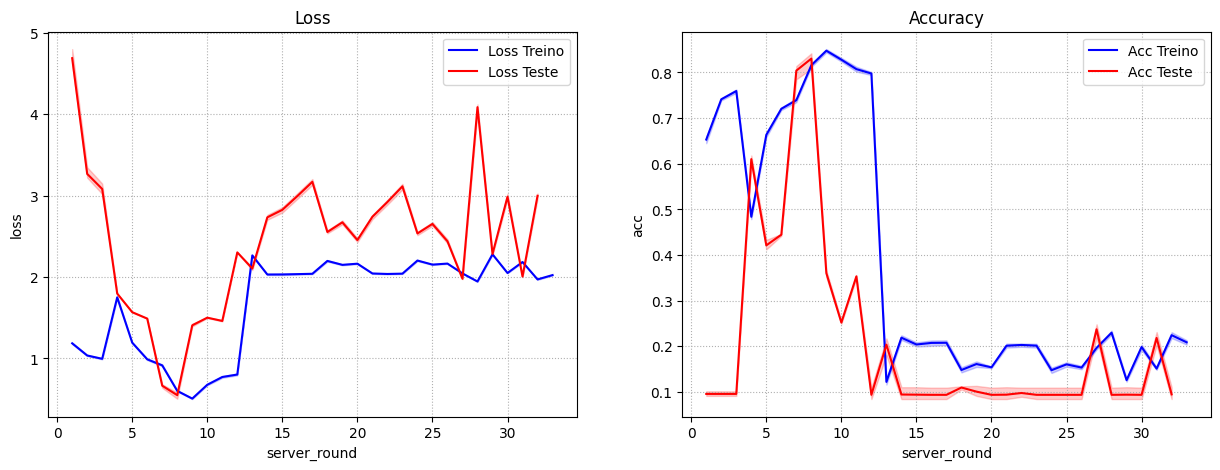 Loss
5
4
3
2
1
loss
Loss Treino
Loss Teste
0 5 10 15 20 25 30
server_round
Accuracy
0.8
0.7
0.6
0.5
0.4
0.3
0.2
0.1
acc
Acc Treino
Acc Teste
0 5 10 15 20 25 30
server_round